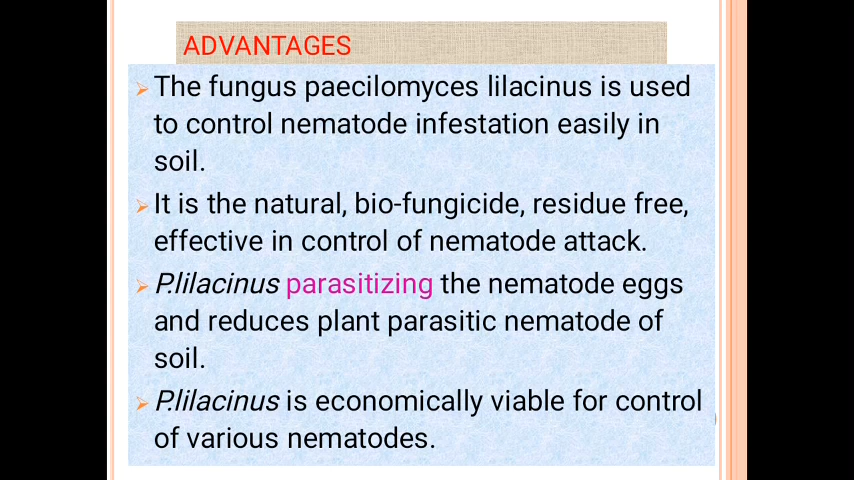 ADVANTAGES
➢The fungus paecilomyces lilacinus is used
to control nematode infestation easily in
soil.
➢It is the natural, bio-fungicide, residue free,
effective in control of nematode attack.
➢P.lilacinus parasitizing the nematode eggs
and reduces plant parasitic nematode of
soil.
➢P.lilacinus is economically viable for control
of various nematodes.